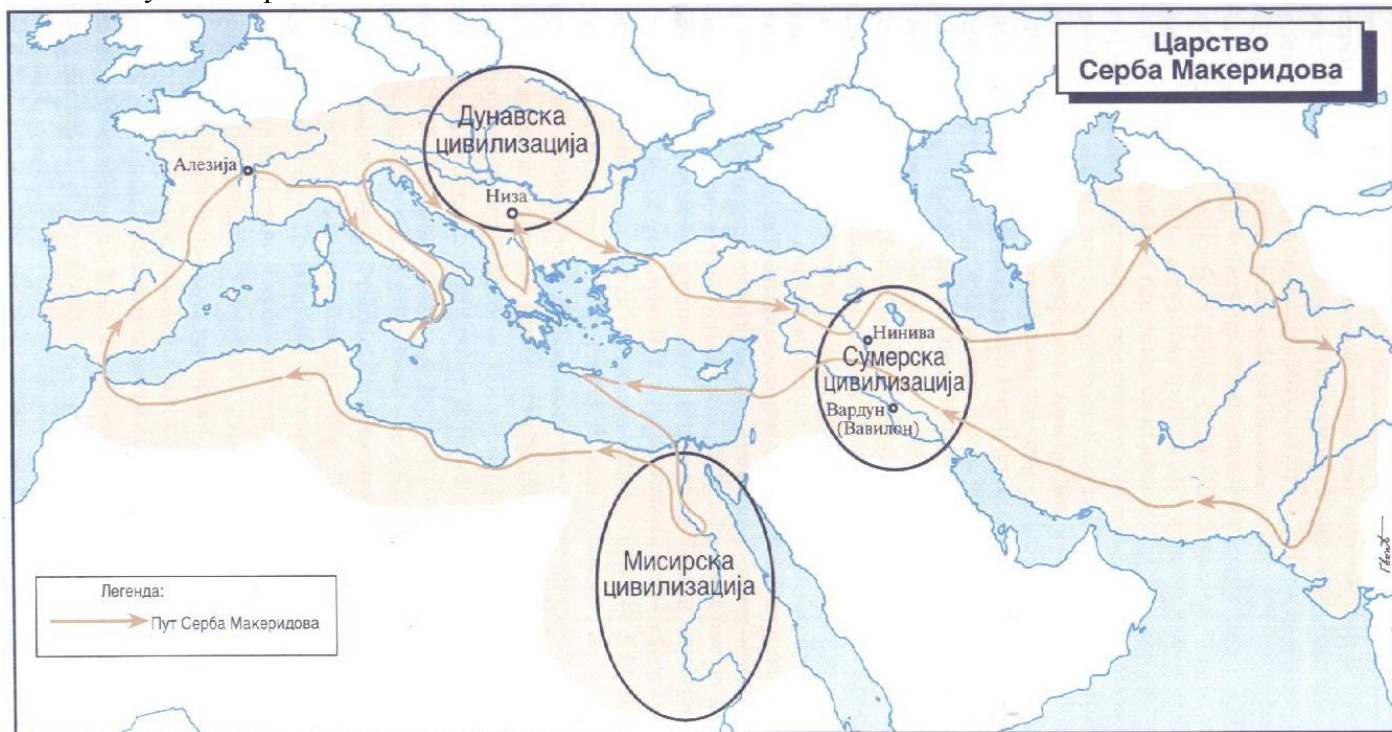 Царство
Серба Макеридова
Дунавска
цивилизација
Алезија
Низа
Нинива
Сумерска
цивилизација
Вардун
(Вавилон)
Мисирска
цивилизација
Легенда:
Пут Серба Макеридова